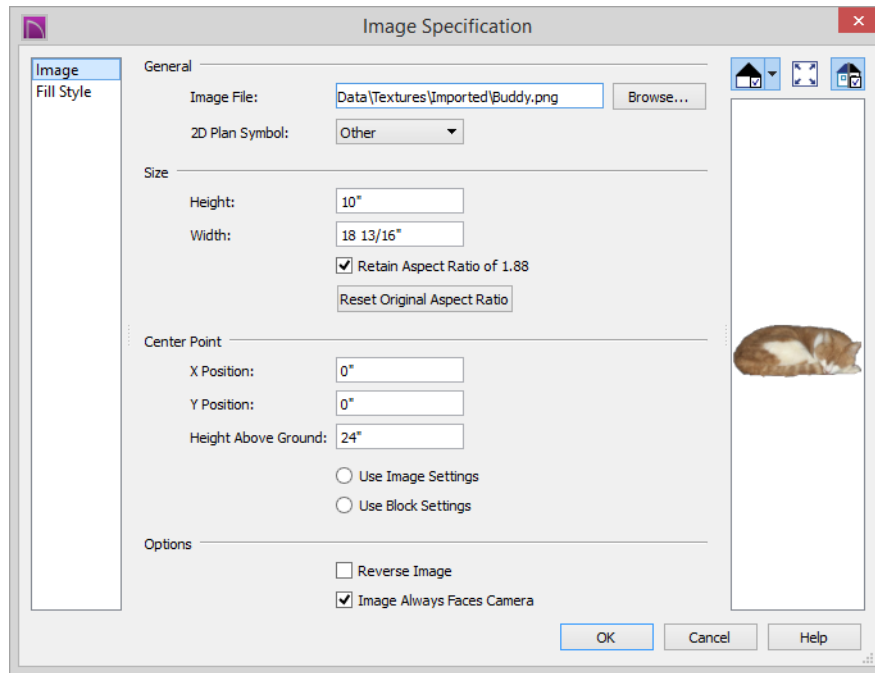 Image Specification
Image
Fill Style
General
Image File: Data\Textures\Imported\Buddy.png Browse...
2D Plan Symbol: Other
Size
Height: 10"
Width: 18 13/16"
Retain Aspect Ratio of 1.88
Reset Original Aspect Ratio
Center Point
X Position: 0"
Y Position: 0"
Height Above Ground: 24"
Use Image Settings
Use Block Settings
Options
Reverse Image
Image Always Faces Camera
OK Cancel Help